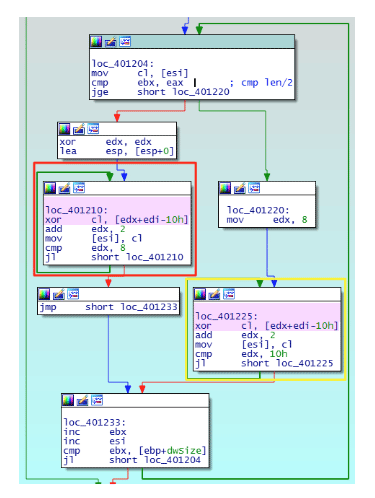 loc_401204:
mov cl, [esi]
cmp ebx, eax ; cmp len/2
jge short loc_401220
xor edx, edx
lea esp, [esp+0]
loc_401210:
xor cl, [edx+edi-10h]
add edx, 2
mov [esi], cl
cmp edx, 8
jl short loc_401210
loc_401220:
mov edx, 8
jmp short loc_401233
loc_401225:
xor cl, [edx+edi-10h]
add edx, 2
mov [esi], cl
cmp edx, 10h
jl short loc_401225
loc_401233:
inc ebx
inc esi
cmp ebx, [ebp+dwSize]
jl short loc_401204